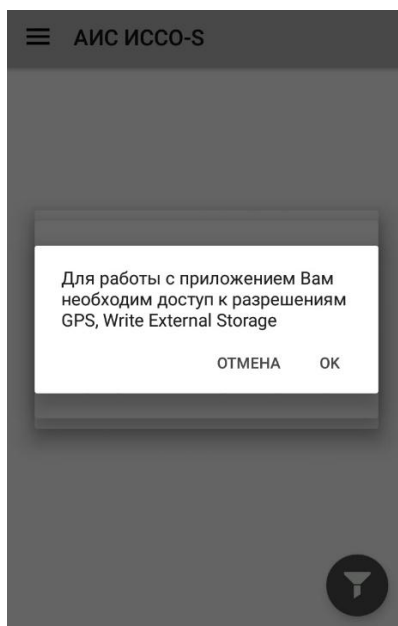 АИС ИССО-S
Для работы с приложением Вам
необходим доступ к разрешениям
GPS, Write External Storage
ОТМЕНА OK